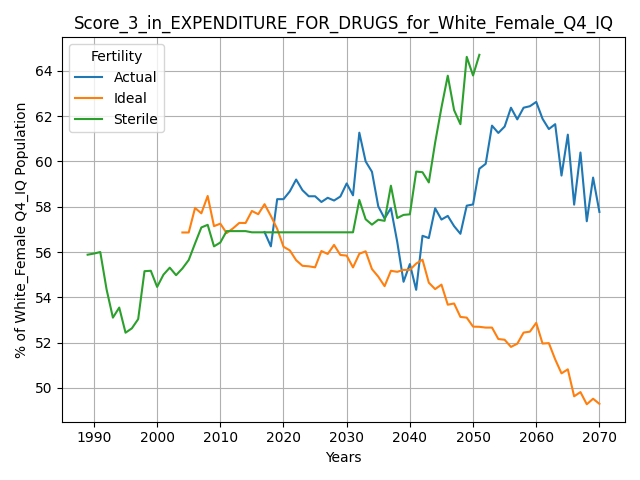 Score_3_in_EXPENDITURE_FOR_DRUGS_for_White_Female_Q4_IQ
Fertility
Actual
Ideal
Sterile
% of White_Female Q4_IQ Population
64
62
60
58
56
54
52
50
1990 2000 2010 2020 2030 2040 2050 2060 2070
Years